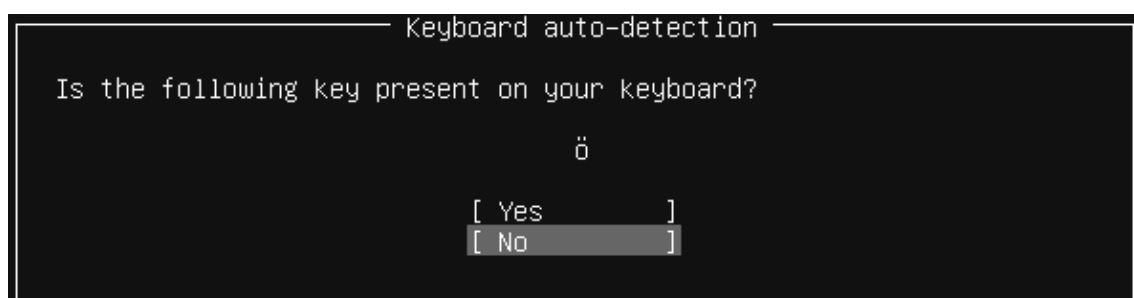 Keyboard auto-detection
Is the following key present on your keyboard?
ö
[ Yes ]
[ No ]